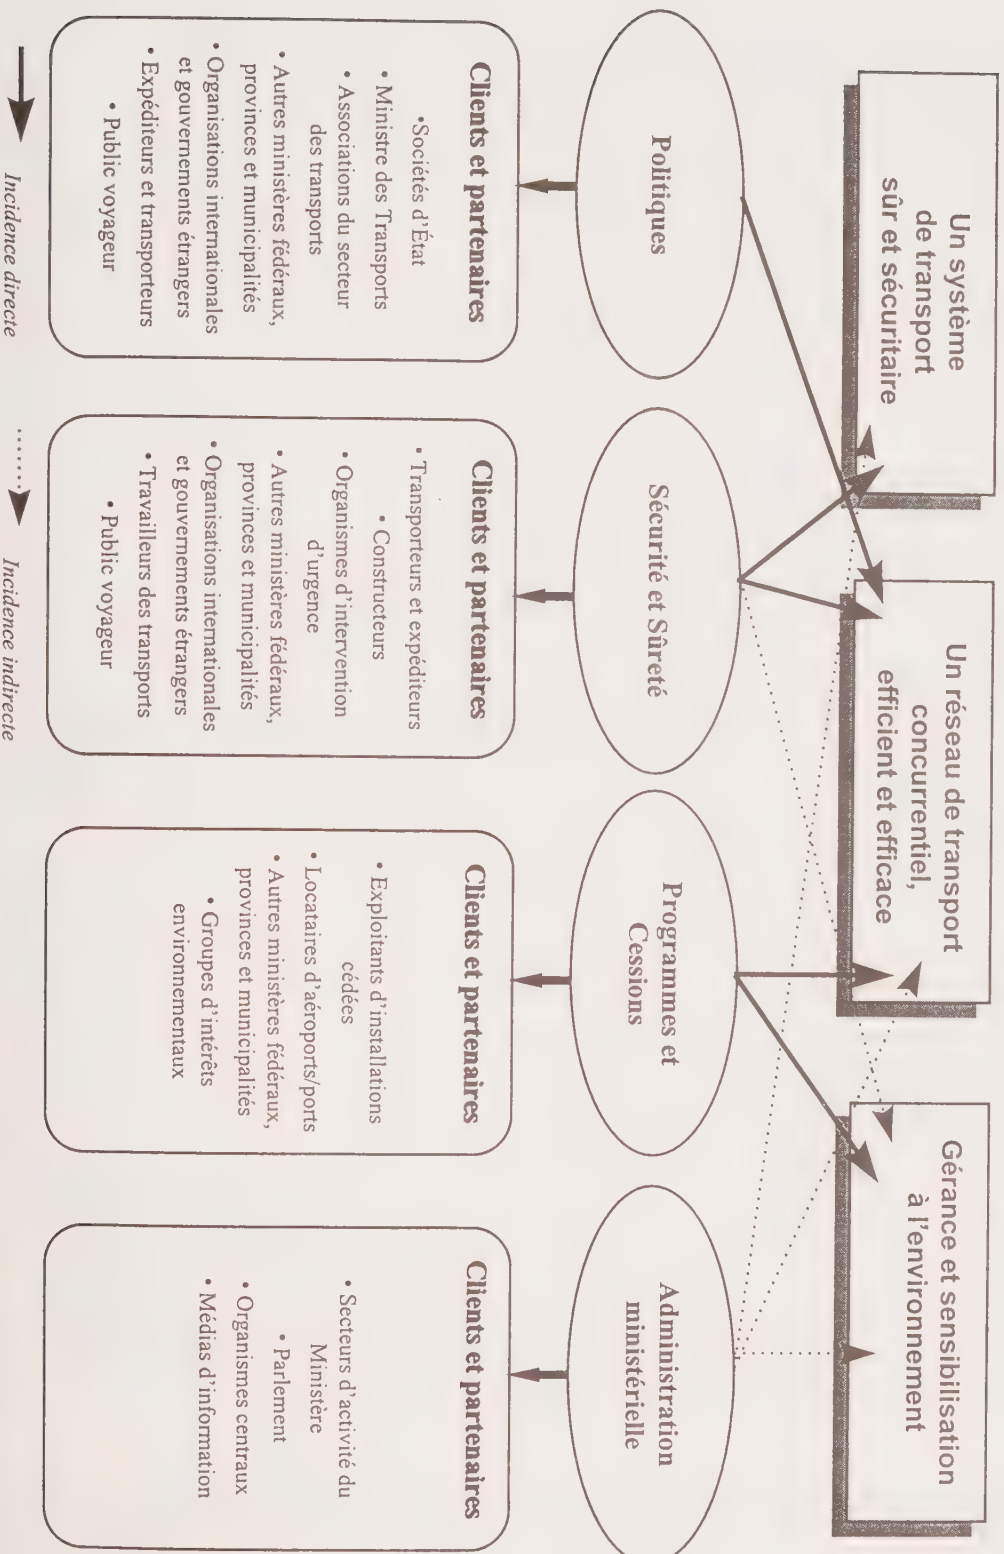 Un système
de transport
sûr et sécuritaire
Un réseau de transport
concurrentiel,
efficient et efficace
Gérance et sensibilisation
à l'environnement
Politiques
Sécurité et Sûreté
Programmes et
Cessions
Administration
ministérielle
Clients et partenaires
•Sociétés d'État
• Ministre des Transports
• Associations du secteur
des transports
• Autres ministères fédéraux,
provinces et municipalités
• Organisations internationales
et gouvernements étrangers
• Expéditeurs et transporteurs
• Public voyageur
Clients et partenaires
• Transporteurs et expéditeurs
• Constructeurs
• Organismes d'intervention
d'urgence
• Autres ministères fédéraux,
provinces et municipalités
• Organisations internationales
et gouvernements étrangers
• Travailleurs des transports
• Public voyageur
Clients et partenaires
• Exploitants d'installations
cédées
• Locataires d'aéroports/ports
• Autres ministères fédéraux,
provinces et municipalités
• Groupes d'intérêts
environnementaux
Clients et partenaires
• Secteurs d'activité du
Ministère
• Parlement
• Organismes centraux
• Médias d'information
Incidence directe
Incidence indirecte